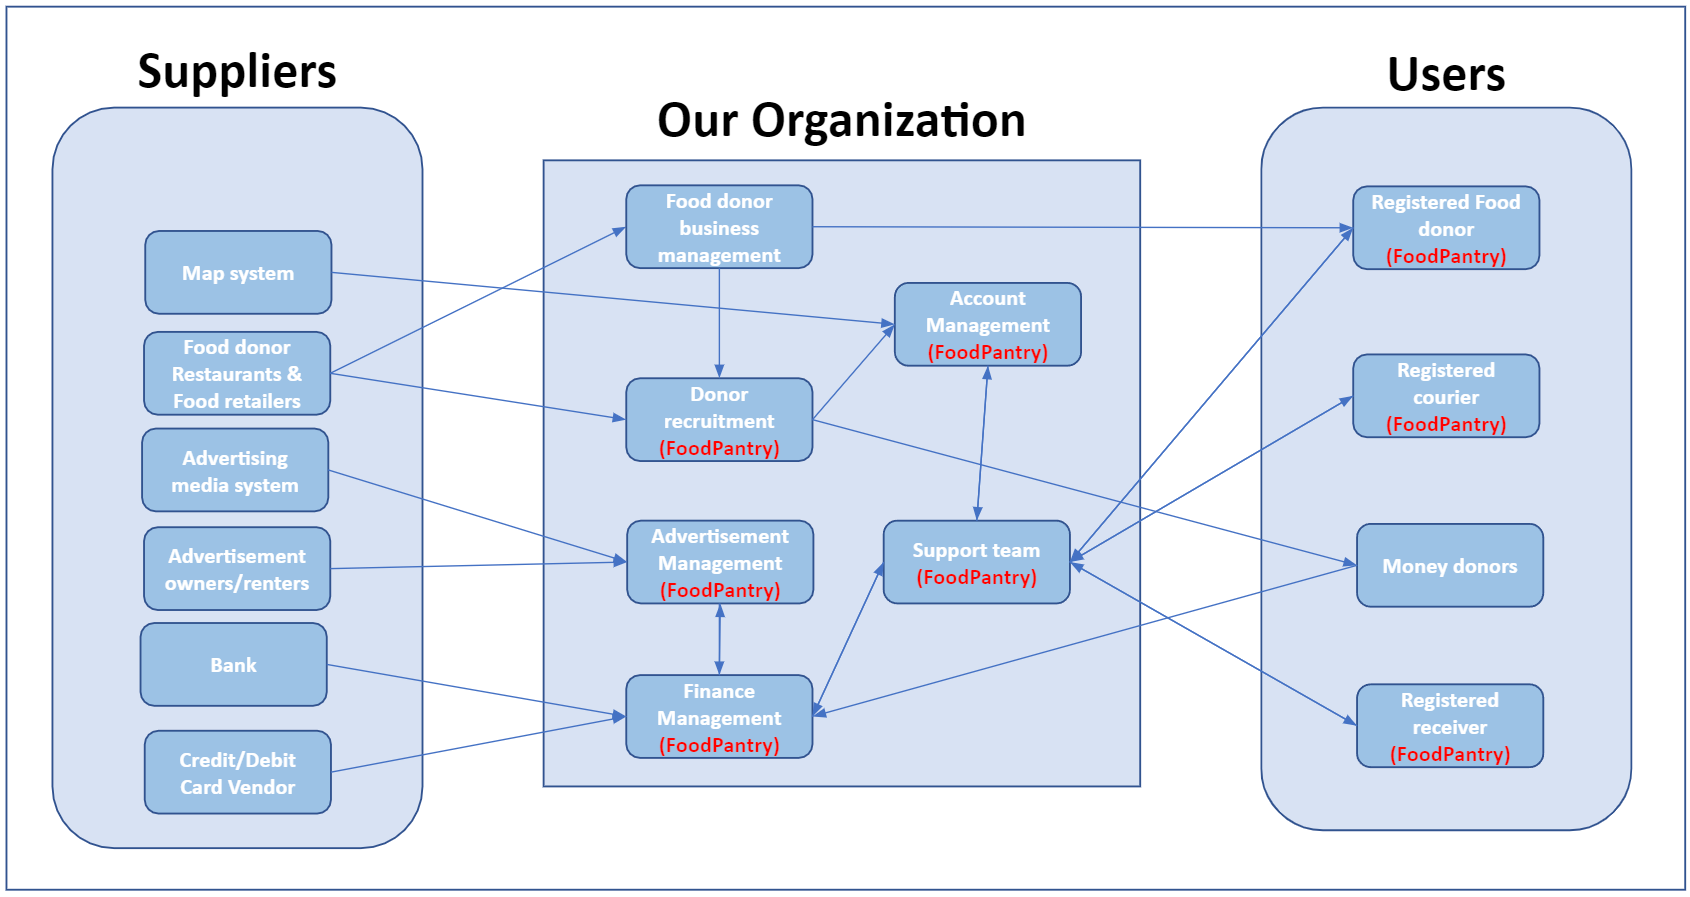 Suppliers
Map system
Food donor
Restaurants &
Food retailers
Advertising
media system
Advertisement
owners/renters
Bank
Credit/Debit
Card Vendor
Our Organization
Food donor
business
management
Account
Management
(FoodPantry)
Donor
recruitment
(FoodPantry)
Advertisement
Management
(FoodPantry)
Support team
(FoodPantry)
Finance
Management
(FoodPantry)
Users
Registered Food
donor
(FoodPantry)
Registered
courier
(FoodPantry)
Money donors
Registered
receiver
(FoodPantry)